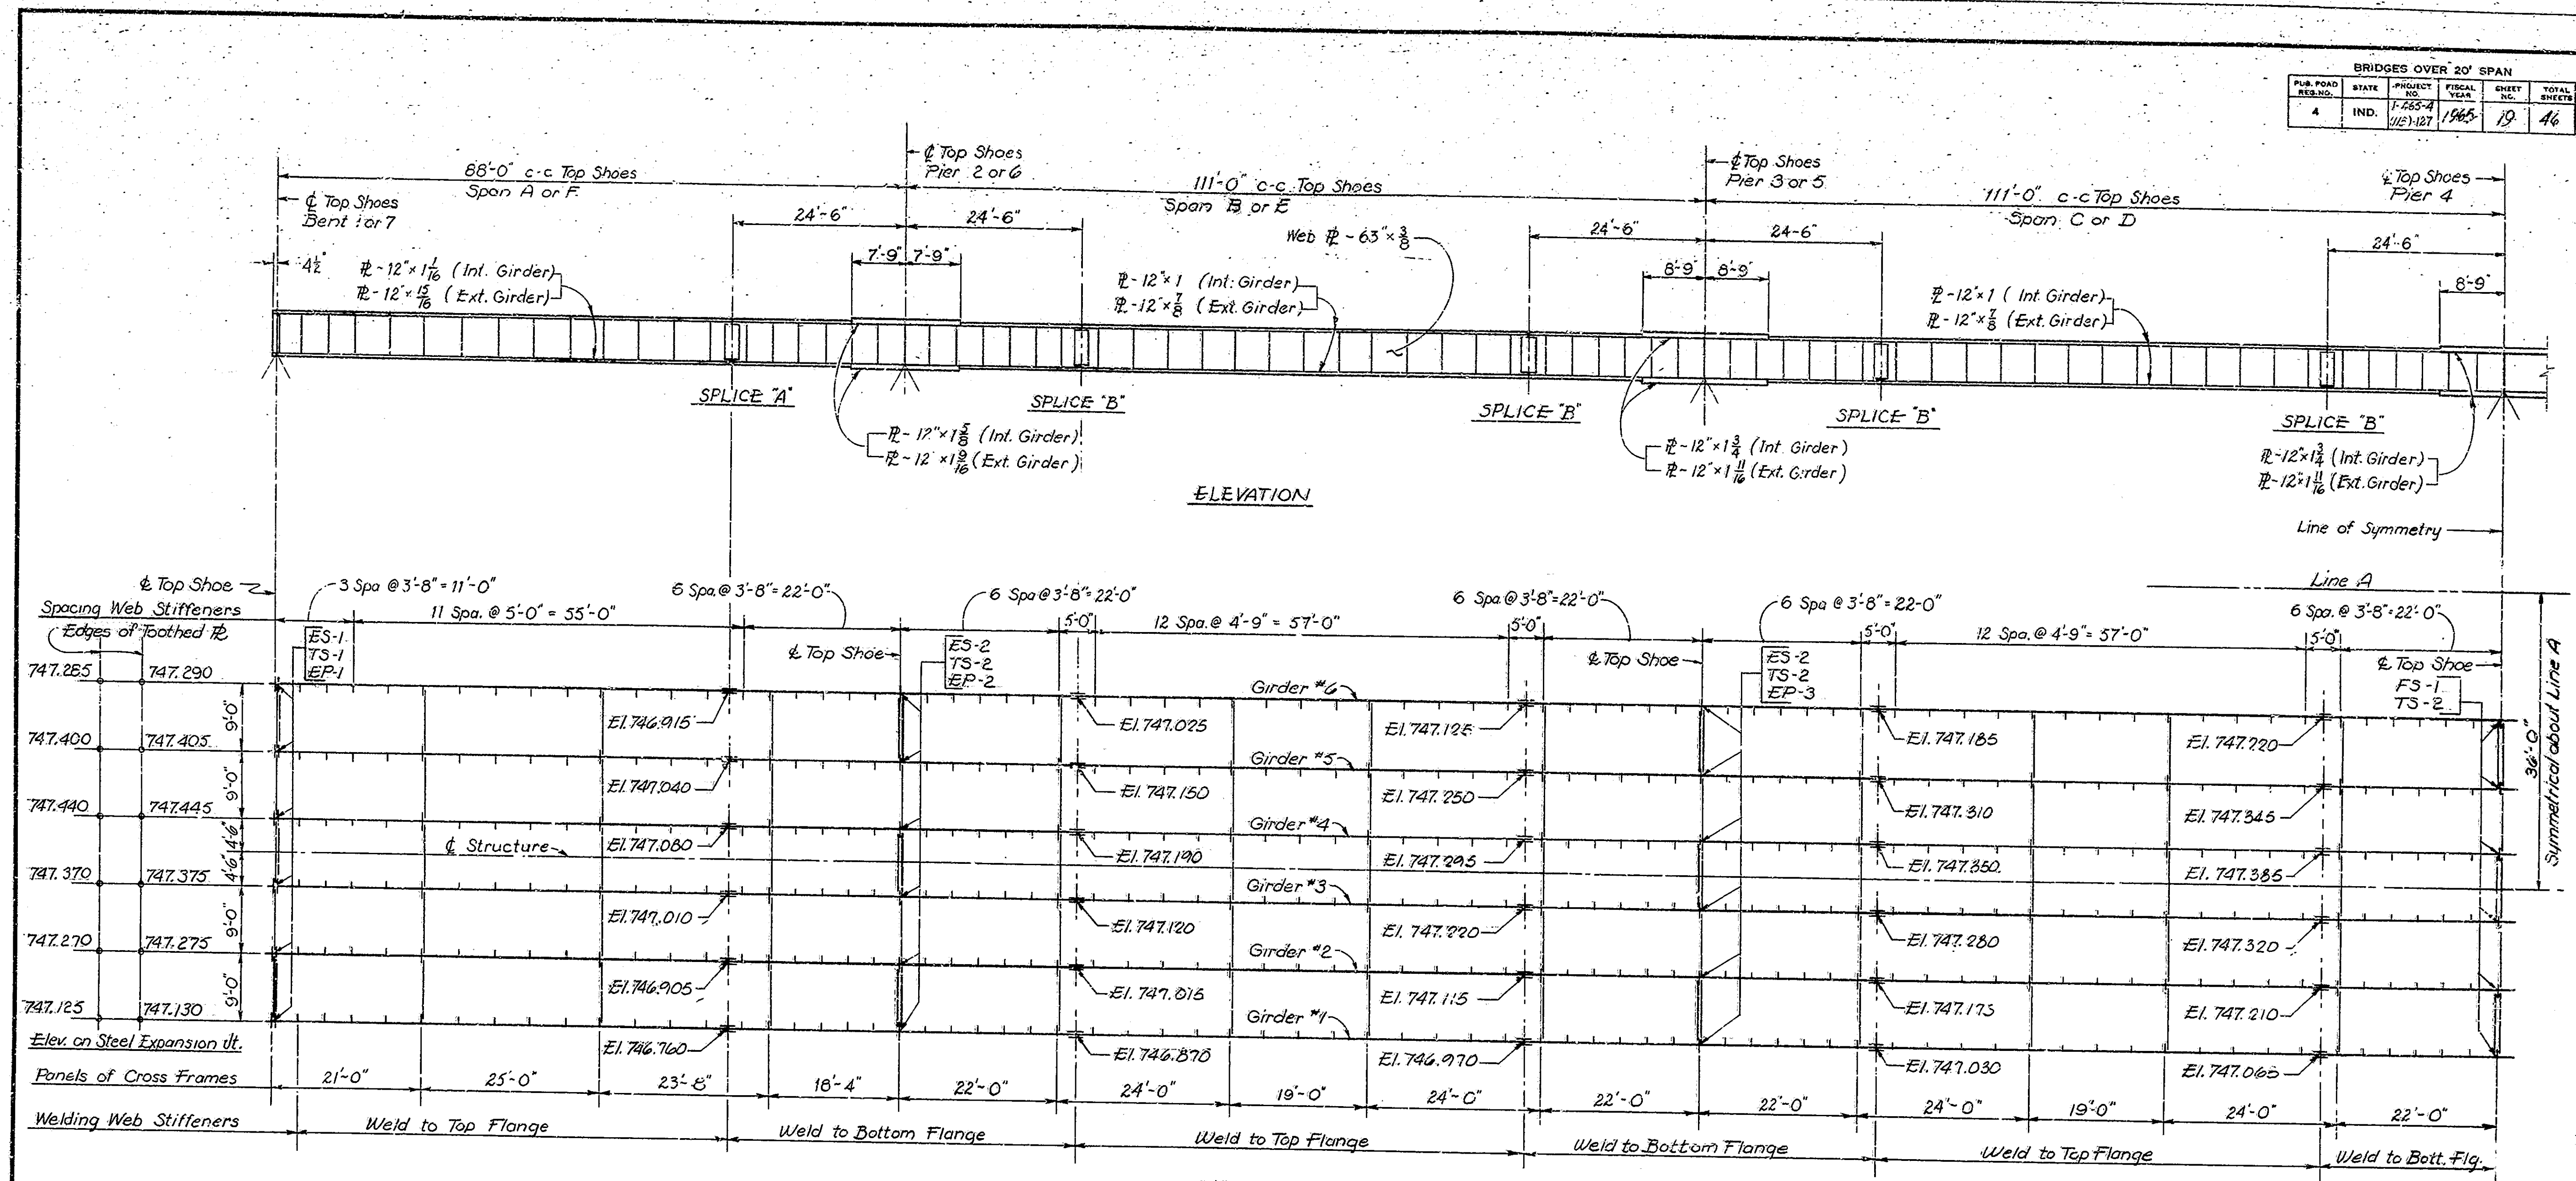 BRIDGES OVER 20' SPAN
PUB. ROAD REG. NO. STATE PROJECT NO. FISCAL YEAR SHEET NO. TOTAL SHEETS
4 IND. I-465-4 (115) 127 1965 19 46
88'-0" c-c Top Shoes
Span A or F
℄ Top Shoes
Bent 1 or 7
℄ Top Shoes
Pier 2 or 6
111'-0" c-c Top Shoes
Span B or E
℄ Top Shoes
Pier 3 or 5
111'-0" c-c Top Shoes
Span C or D
℄ Top Shoes
Pier 4
24'-6" 24'-6" 24'-6" 24-6" 24'-6"
4½" 7'-9" 7'-9" 8'-9" 8'-9" 8'-9"
Web ℄ - 63" x 3/8
℞ - 12" x 1 1/16 (Int. Girder)
℞ - 12" x 15/16 (Ext. Girder)
℞ - 12" x 1 (Int. Girder)
℞ - 12" x 7/8 (Ext. Girder)
℞ - 12" x 1 (Int. Girder)
℞ - 12" x 7/8 (Ext. Girder)
SPLICE "A"
SPLICE "B"
SPLICE "B"
SPLICE "B"
SPLICE "B"
℞ - 12" x 1 5/8 (Int. Girder)
℞ - 12" x 1 9/16 (Ext. Girder)
℞ - 12" x 1 3/4 (Int. Girder)
℞ - 12" x 1 11/16 (Ext. Girder)
℞ - 12" x 1 3/4 (Int. Girder)
℞ - 12" x 1 11/16 (Ext. Girder)
ELEVATION
Line of Symmetry
Line A
℄ Top Shoe
Spacing Web Stiffeners
3 Spa @ 3'-8" = 11'-0"
11 Spa. @ 5'-0" = 55'-0"
6 Spa. @ 3'-8" = 22'-0"
6 Spa @ 3'-8" = 22'-0"
5'-0"
12 Spa. @ 4'-9" = 57'-0"
5'-0"
6 Spa. @ 3'-8" = 22'-0"
6 Spa @ 3'-8" = 22-0"
5'-0"
12 Spa. @ 4'-9" = 57'-0"
5'-0"
6 Spa. @ 3'-8" = 22'-0"
Edges of Toothed ℞
ES-1
TS-1
EP-1
℄ Top Shoe
ES-2
TS-2
EP-2
℄ Top Shoe
ES-2
TS-2
EP-3
℄ Top Shoe
FS-1
TS-2
36'-0"
Symmetrical about Line A
747.285 747.290
Girder #6
El. 746.915 El. 747.025 El. 747.125 El. 747.185 El. 747.220
9'-0"
747.400 747.405
Girder #5
El. 747.040 El. 747.150 El. 747.250 El. 747.310 El. 747.345
9'-0"
747.440 747.445
Girder #4
El. 747.080 El. 747.190 El. 747.295 El. 747.350 El. 747.385
℄ Structure
4'-6" 4'-6"
747.370 747.375
Girder #3
El. 747.010 El. 747.120 El. 747.220 El. 747.280 El. 747.320
9'-0"
747.270 747.275
Girder #2
El. 746.905 El. 747.015 El. 747.115 El. 747.175 El. 747.210
9'-0"
747.125 747.130
Girder #1
El. 746.760 El. 746.870 El. 746.970 El. 747.030 El. 747.065
Elev. on Steel Expansion Jt.
Panels of Cross Frames 21'-0" 25'-0" 23'-8" 18'-4" 22'-0" 24'-0" 19'-0" 24'-0" 22'-0" 22'-0" 24'-0" 19'-0" 24'-0" 22'-0"
Welding Web Stiffeners Weld to Top Flange Weld to Bottom Flange Weld to Top Flange Weld to Bottom Flange Weld to Top Flange Weld to Bott. Flg.